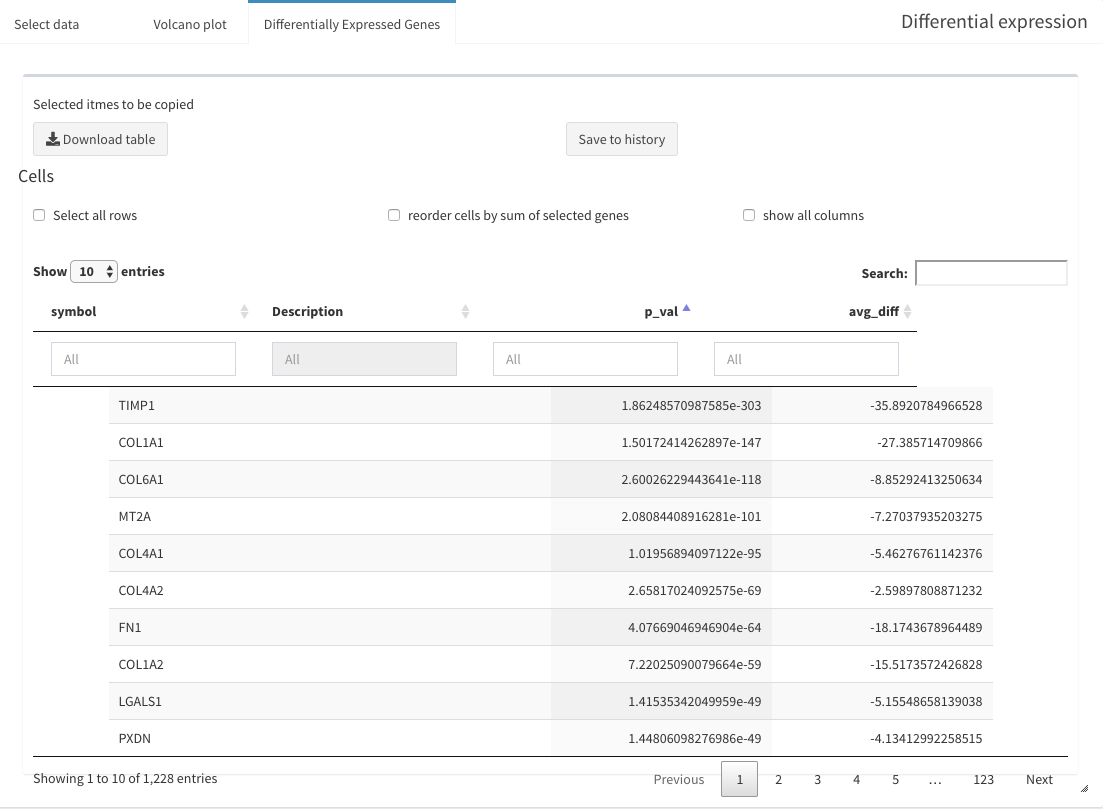 Select data Volcano plot Differentially Expressed Genes Differential expression
Selected itmes to be copied
Download table Save to history
Cells
Select all rows reorder cells by sum of selected genes show all columns
Show 10 entries Search:
symbol Description p_val avg_diff
All All All All
TIMP1 1.86248570987585e-303 -35.8920784966528
COL1A1 1.50172414262897e-147 -27.385714709866
COL6A1 2.60026229443641e-118 -8.85292413250634
MT2A 2.08084408916281e-101 -7.27037935203275
COL4A1 1.01956894097122e-95 -5.46276761142376
COL4A2 2.65817024092575e-69 -2.59897808871232
FN1 4.07669046946904e-64 -18.1743678964489
COL1A2 7.22025090079664e-59 -15.5173572426828
LGALS1 1.41535342049959e-49 -5.15548658139038
PXDN 1.44806098276986e-49 -4.13412992258515
Showing 1 to 10 of 1,228 entries Previous 1 2 3 4 5 … 123 Next